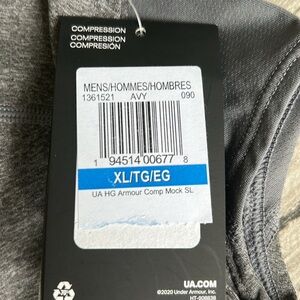 COMPRESSION
COMPRESSION
COMPRESIÓN
MENS/HOMMES/HOMBRES
1361521 AVY 090
1 94514 00677 8
XL/TG/EG
UA HG Armour Comp Mock SL
UA.COM
©2020 Under Armour, Inc.